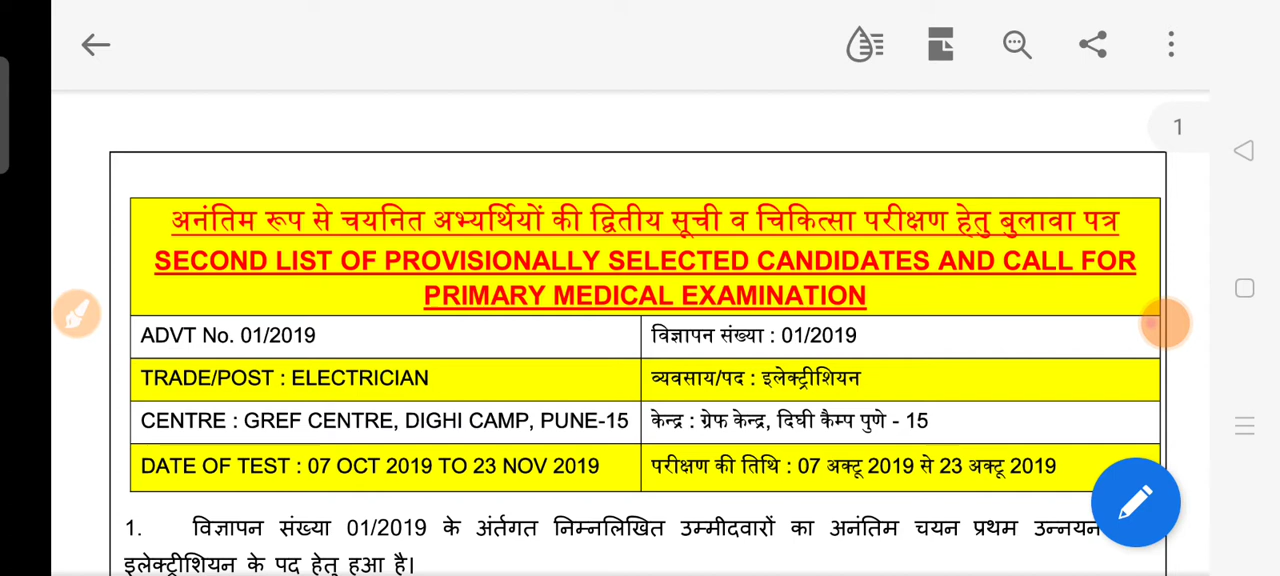 1
अनंतिम रूप से चयनित अभ्यर्थियों की द्वितीय सूची व चिकित्सा परीक्षण हेतु बुलावा पत्र
SECOND LIST OF PROVISIONALLY SELECTED CANDIDATES AND CALL FOR
PRIMARY MEDICAL EXAMINATION
ADVT No. 01/2019 विज्ञापन संख्या : 01/2019
TRADE/POST : ELECTRICIAN व्यवसाय/पद : इलेक्ट्रीशियन
CENTRE : GREF CENTRE, DIGHI CAMP, PUNE-15 केन्द्र : ग्रेफ केन्द्र, दिघी कैम्प पुणे - 15
DATE OF TEST : 07 OCT 2019 TO 23 NOV 2019 परीक्षण की तिथि : 07 अक्टू 2019 से 23 अक्टू 2019
1. विज्ञापन संख्या 01/2019 के अंर्तगत निम्नलिखित उम्मीदवारों का अनंतिम चयन प्रथम उन्नयन
इलेक्ट्रीशियन के पद हेतु हुआ है।